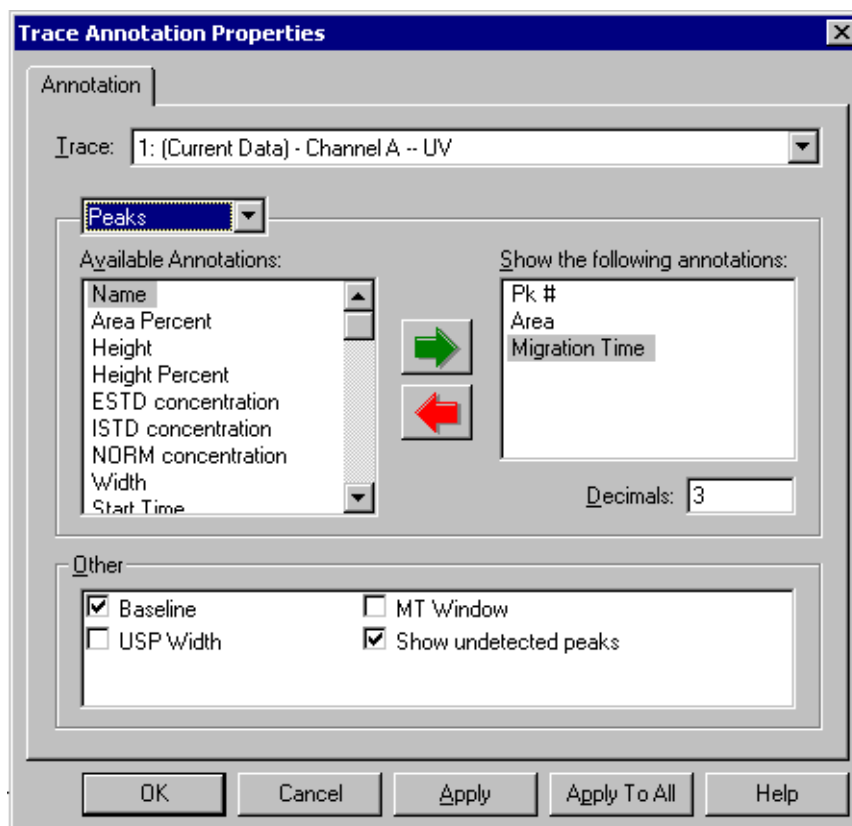 Trace Annotation Properties
Annotation
Trace: 1: (Current Data) - Channel A -- UV
Peaks
Available Annotations:
Name
Area Percent
Height
Height Percent
ESTD concentration
ISTD concentration
NORM concentration
Width
Start Time
Show the following annotations:
Pk #
Area
Migration Time
Decimals: 3
Other
Baseline
MT Window
USP Width
Show undetected peaks
OK
Cancel
Apply
Apply To All
Help